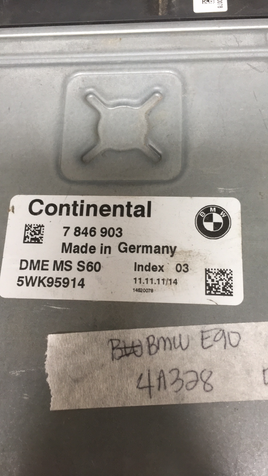 Continental
7 846 903
BMW
Made in Germany
DME MS S60 Index 03
5WK95914 11.11.11/14
BMW E90
4A328